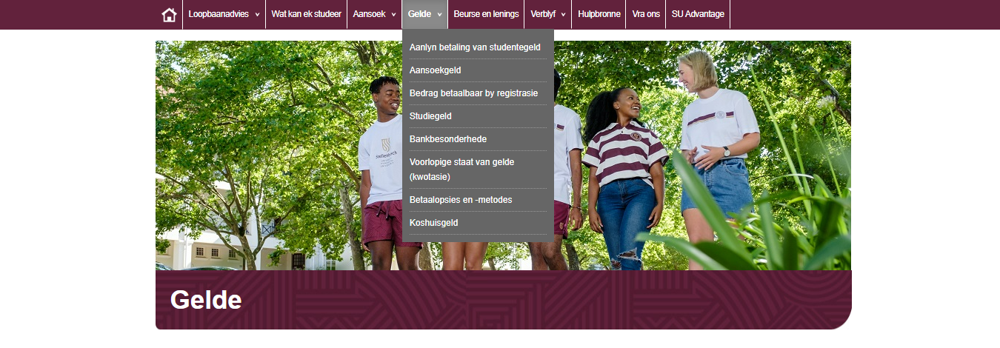 Loopbaanadvies
Wat kan ek studeer
Aansoek
Gelde
Beurse en lenings
Verblyf
Hulpbronne
Vra ons
SU Advantage
Aanlyn betaling van studentegeld
Aansoekgeld
Bedrag betaalbaar by registrasie
Studiegeld
Bankbesonderhede
Voorlopige staat van gelde
(kwotasie)
Betaalopsies en -metodes
Koshuisgeld
Gelde